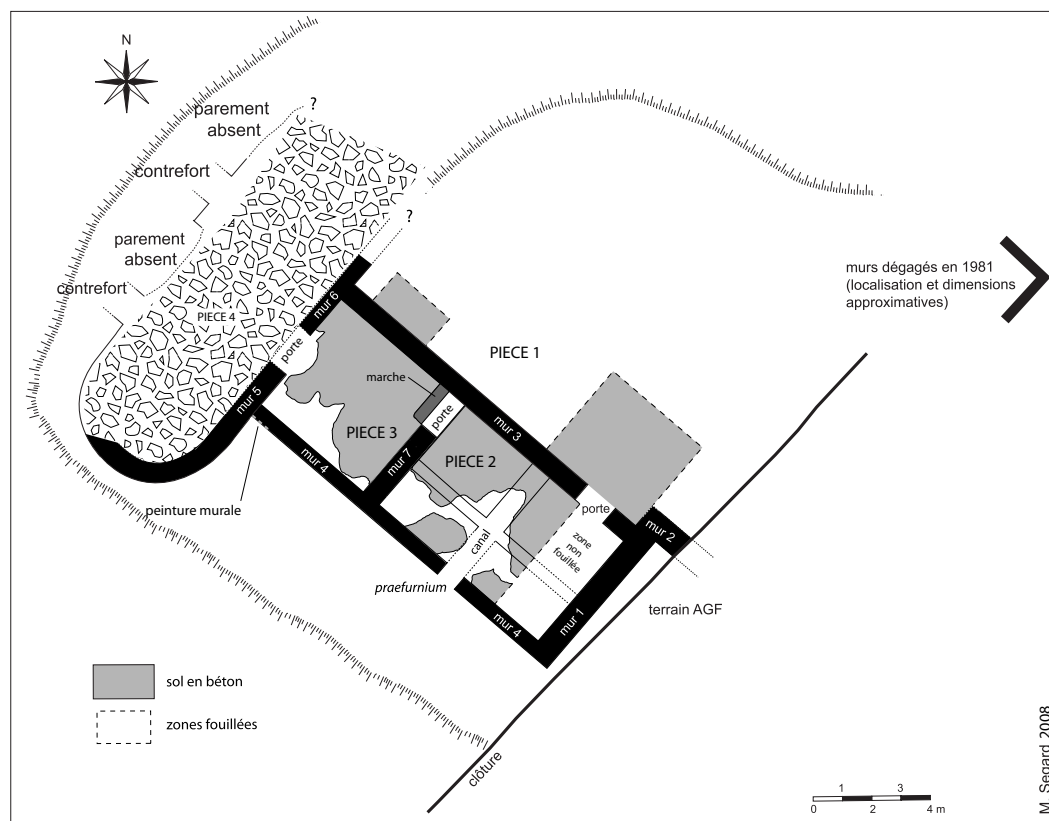 N
parement
absent
?
contrefort
?
parement
absent
contrefort
PIECE 4
murs dégagés en 1981
(localisation et dimensions
approximatives)
mur 6
porte
PIECE 1
marche
mur 5
porte
mur 3
PIECE 3
mur 7
PIECE 2
mur 4
peinture murale
porte
mur 2
canal
zone
non
fouillée
praefurnium
terrain AGF
mur 4
mur 1
sol en béton
zones fouillées
clôture
M. Segard 2008
1 3
0 2 4 m